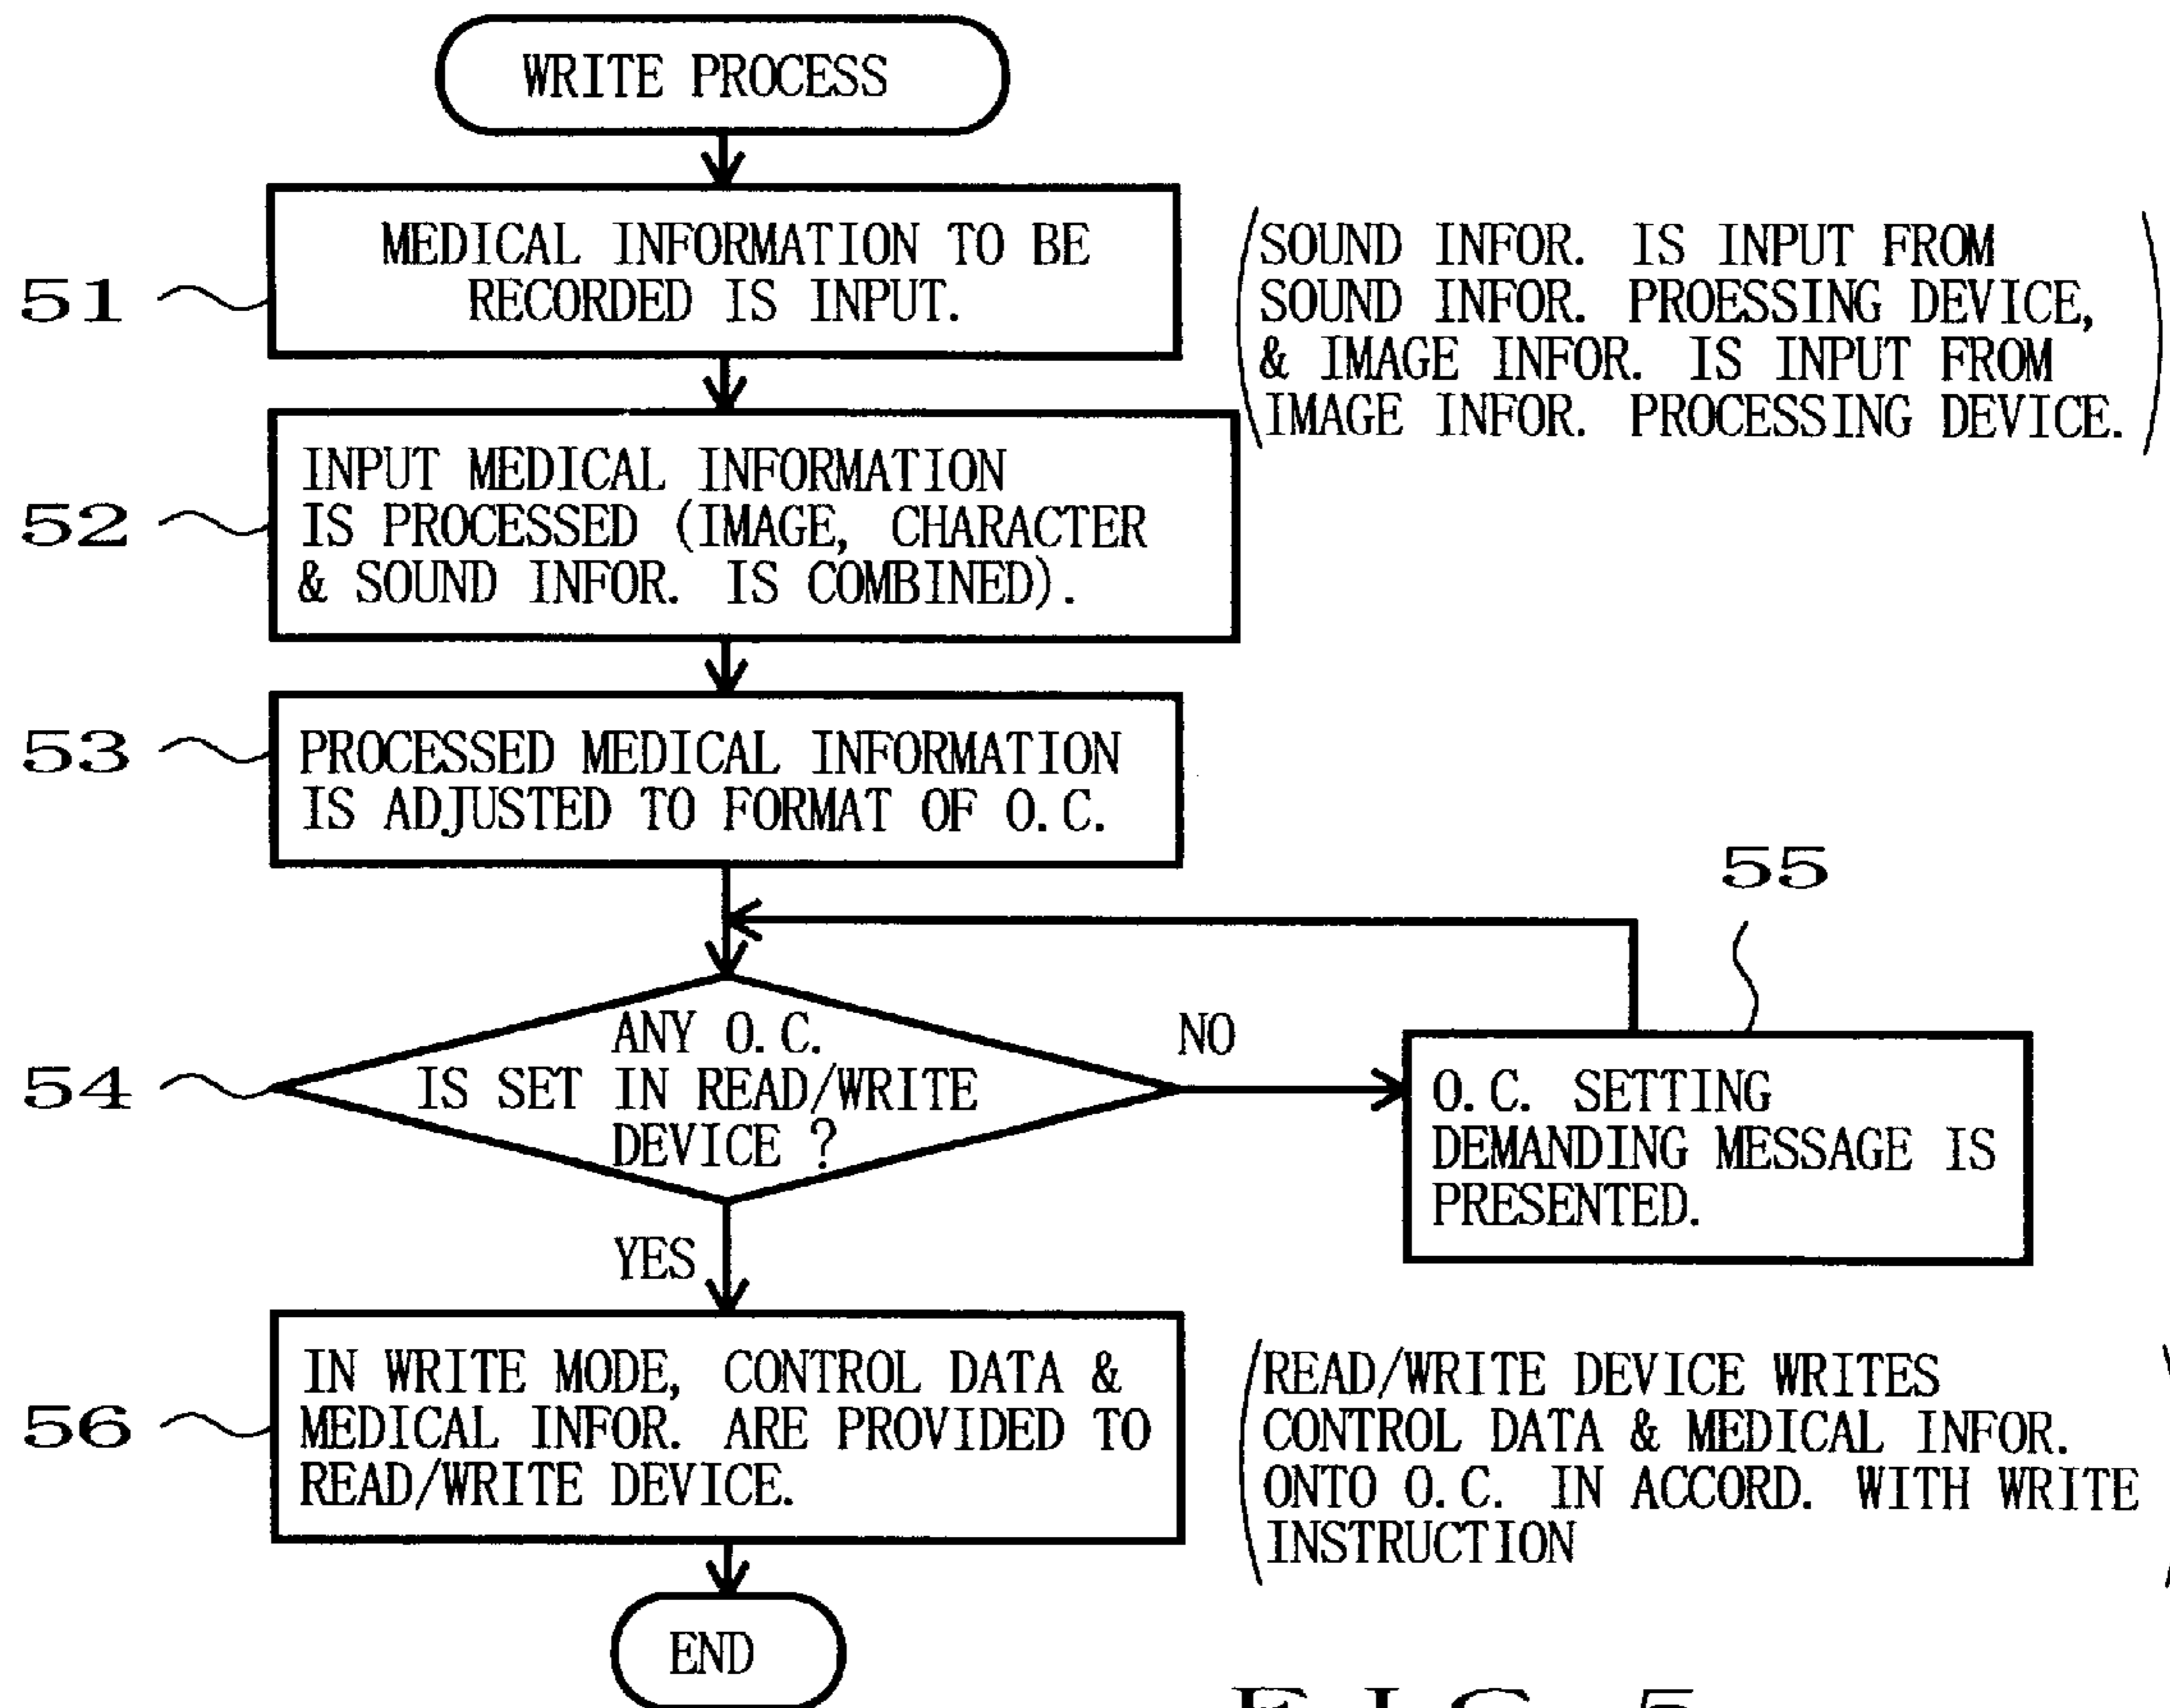 WRITE PROCESS
51
MEDICAL INFORMATION TO BE
RECORDED IS INPUT.
(SOUND INFOR. IS INPUT FROM
SOUND INFOR. PROESSING DEVICE,
& IMAGE INFOR. IS INPUT FROM
IMAGE INFOR. PROCESSING DEVICE.)
52
INPUT MEDICAL INFORMATION
IS PROCESSED (IMAGE, CHARACTER
& SOUND INFOR. IS COMBINED).
53
PROCESSED MEDICAL INFORMATION
IS ADJUSTED TO FORMAT OF O.C.
54
ANY O.C.
IS SET IN READ/WRITE
DEVICE ?
NO
55
O.C. SETTING
DEMANDING MESSAGE IS
PRESENTED.
YES
56
IN WRITE MODE, CONTROL DATA &
MEDICAL INFOR. ARE PROVIDED TO
READ/WRITE DEVICE.
(READ/WRITE DEVICE WRITES
CONTROL DATA & MEDICAL INFOR.
ONTO O.C. IN ACCORD. WITH WRITE
INSTRUCTION)
END
FIG. 5